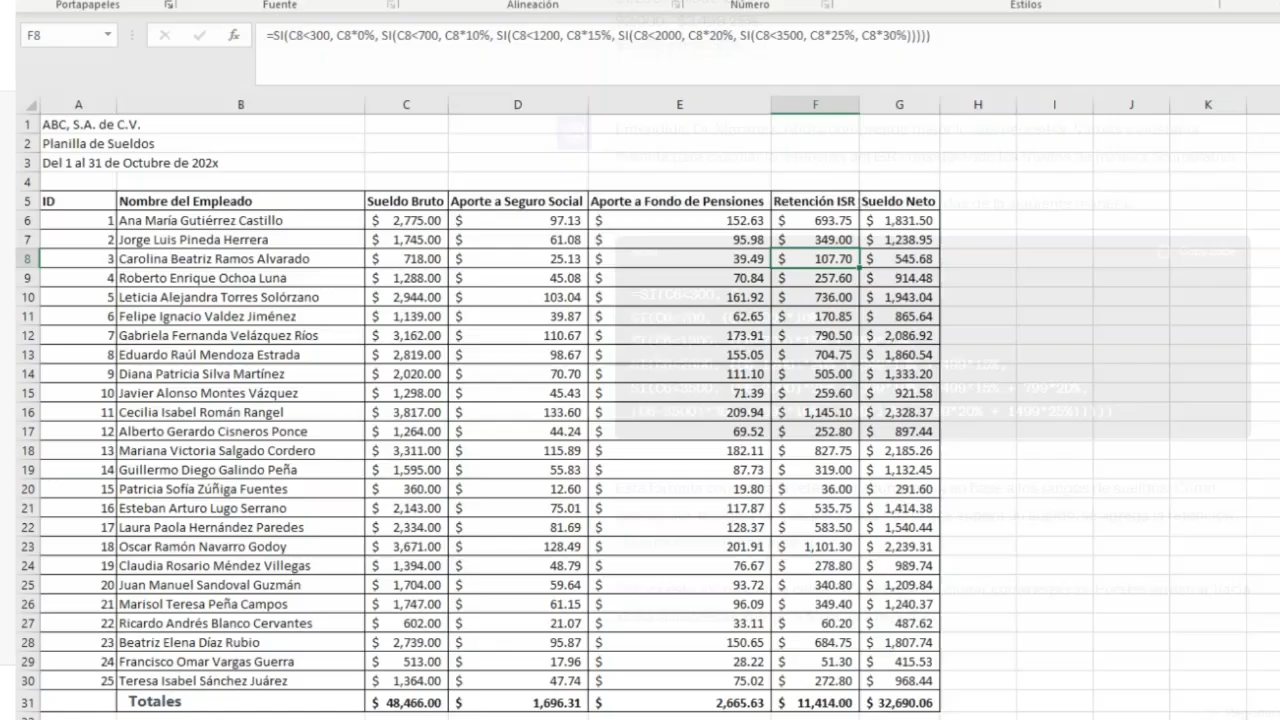 Portapapeles Fuente Alineación Número Estilos
F8 fx =SI(C8<300, C8*0%, SI(C8<700, C8*10%, SI(C8<1200, C8*15%, SI(C8<2000, C8*20%, SI(C8<3500, C8*25%, C8*30%)))))
A B C D E F G H I J K
1 ABC, S.A. de C.V.
2 Planilla de Sueldos
3 Del 1 al 31 de Octubre de 202x
4
5 ID Nombre del Empleado Sueldo Bruto Aporte a Seguro Social Aporte a Fondo de Pensiones Retención ISR Sueldo Neto
6 1 Ana María Gutiérrez Castillo $ 2,775.00 $ 97.13 $ 152.63 $ 693.75 $ 1,831.50
7 2 Jorge Luis Pineda Herrera $ 1,745.00 $ 61.08 $ 95.98 $ 349.00 $ 1,238.95
8 3 Carolina Beatriz Ramos Alvarado $ 718.00 $ 25.13 $ 39.49 $ 107.70 $ 545.68
9 4 Roberto Enrique Ochoa Luna $ 1,288.00 $ 45.08 $ 70.84 $ 257.60 $ 914.48
10 5 Leticia Alejandra Torres Solórzano $ 2,944.00 $ 103.04 $ 161.92 $ 736.00 $ 1,943.04
11 6 Felipe Ignacio Valdez Jiménez $ 1,139.00 $ 39.87 $ 62.65 $ 170.85 $ 865.64
12 7 Gabriela Fernanda Velázquez Ríos $ 3,162.00 $ 110.67 $ 173.91 $ 790.50 $ 2,086.92
13 8 Eduardo Raúl Mendoza Estrada $ 2,819.00 $ 98.67 $ 155.05 $ 704.75 $ 1,860.54
14 9 Diana Patricia Silva Martínez $ 2,020.00 $ 70.70 $ 111.10 $ 505.00 $ 1,333.20
15 10 Javier Alonso Montes Vázquez $ 1,298.00 $ 45.43 $ 71.39 $ 259.60 $ 921.58
16 11 Cecilia Isabel Román Rangel $ 3,817.00 $ 133.60 $ 209.94 $ 1,145.10 $ 2,328.37
17 12 Alberto Gerardo Cisneros Ponce $ 1,264.00 $ 44.24 $ 69.52 $ 252.80 $ 897.44
18 13 Mariana Victoria Salgado Cordero $ 3,311.00 $ 115.89 $ 182.11 $ 827.75 $ 2,185.26
19 14 Guillermo Diego Galindo Peña $ 1,595.00 $ 55.83 $ 87.73 $ 319.00 $ 1,132.45
20 15 Patricia Sofía Zúñiga Fuentes $ 360.00 $ 12.60 $ 19.80 $ 36.00 $ 291.60
21 16 Esteban Arturo Lugo Serrano $ 2,143.00 $ 75.01 $ 117.87 $ 535.75 $ 1,414.38
22 17 Laura Paola Hernández Paredes $ 2,334.00 $ 81.69 $ 128.37 $ 583.50 $ 1,540.44
23 18 Oscar Ramón Navarro Godoy $ 3,671.00 $ 128.49 $ 201.91 $ 1,101.30 $ 2,239.31
24 19 Claudia Rosario Méndez Villegas $ 1,394.00 $ 48.79 $ 76.67 $ 278.80 $ 989.74
25 20 Juan Manuel Sandoval Guzmán $ 1,704.00 $ 59.64 $ 93.72 $ 340.80 $ 1,209.84
26 21 Marisol Teresa Peña Campos $ 1,747.00 $ 61.15 $ 96.09 $ 349.40 $ 1,240.37
27 22 Ricardo Andrés Blanco Cervantes $ 602.00 $ 21.07 $ 33.11 $ 60.20 $ 487.62
28 23 Beatriz Elena Díaz Rubio $ 2,739.00 $ 95.87 $ 150.65 $ 684.75 $ 1,807.74
29 24 Francisco Omar Vargas Guerra $ 513.00 $ 17.96 $ 28.22 $ 51.30 $ 415.53
30 25 Teresa Isabel Sánchez Juárez $ 1,364.00 $ 47.74 $ 75.02 $ 272.80 $ 968.44
31 Totales $ 48,466.00 1,696.31 2,665.63 $ 11,414.00 $ 32,690.06